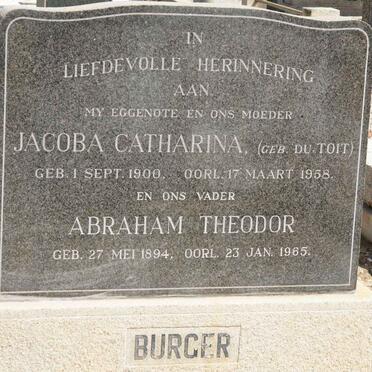 IN
LIEFDEVOLLE HERINNERING
AAN
MY EGGENOTE EN ONS MOEDER
JACOBA CATHARINA, (GEB. DU TOIT)
GEB. 1 SEPT. 1900, OORL. 17 MAART 1958.
EN ONS VADER
ABRAHAM THEODOR
GEB. 27 MEI 1894, OORL. 23 JAN. 1965.
BURGER